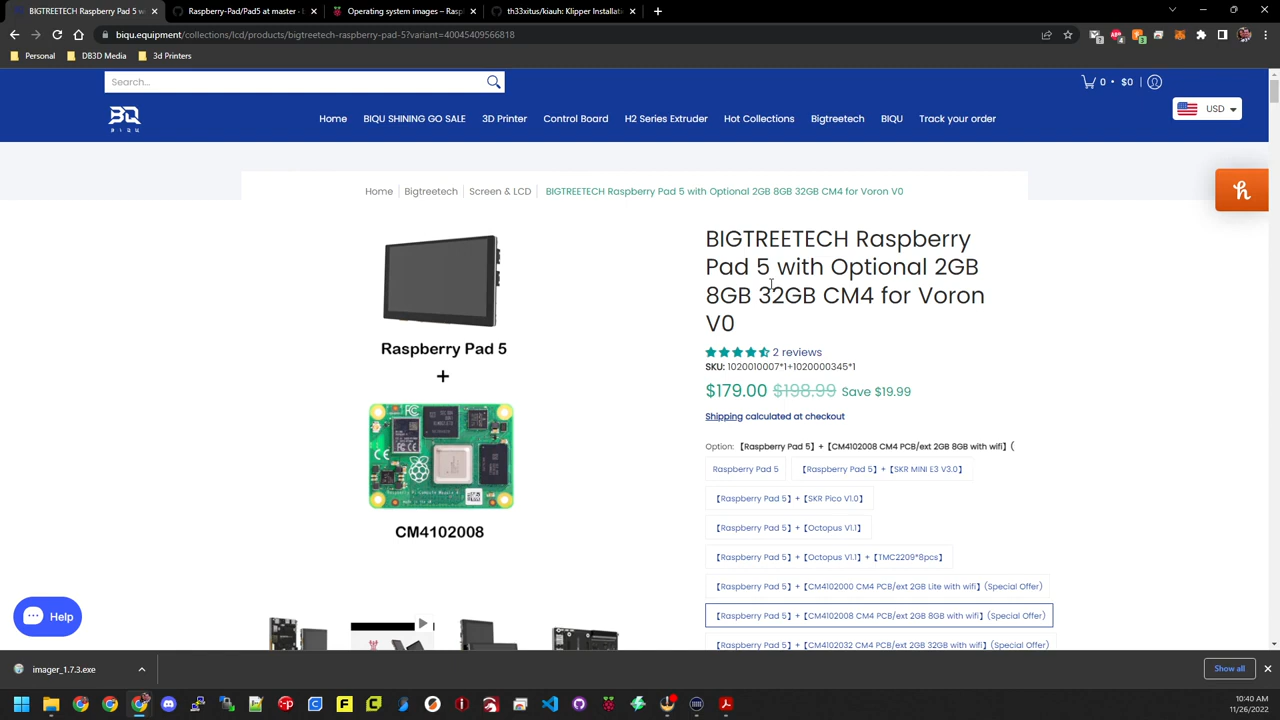 BIGTREETECH Raspberry Pad 5 w
Raspberry-Pad/Pad5 at master · B
Operating system images – Rasp
th33xitus/kiauh: Klipper Installati
biqu.equipment/collections/lcd/products/bigtreetech-raspberry-pad-5?variant=40045409566818
Personal
DB3D Media
3d Printers
Search...
0 • $0
BIQU
Home
BIQU SHINING GO SALE
3D Printer
Control Board
H2 Series Extruder
Hot Collections
Bigtreetech
BIQU
Track your order
USD
Home
Bigtreetech
Screen & LCD
BIGTREETECH Raspberry Pad 5 with Optional 2GB 8GB 32GB CM4 for Voron V0
Raspberry Pad 5
+
CM4102008
BIGTREETECH Raspberry
Pad 5 with Optional 2GB
8GB 32GB CM4 for Voron
V0
2 reviews
SKU: 1020010007*1+1020000345*1
$179.00 $198.99 Save $19.99
Shipping calculated at checkout
Option: 【Raspberry Pad 5】+【CM4102008 CM4 PCB/ext 2GB 8GB with wifi】(
Raspberry Pad 5
【Raspberry Pad 5】+【SKR MINI E3 V3.0】
【Raspberry Pad 5】+【SKR Pico V1.0】
【Raspberry Pad 5】+【Octopus V1.1】
【Raspberry Pad 5】+【Octopus V1.1】+【TMC2209*8pcs】
【Raspberry Pad 5】+【CM4102000 CM4 PCB/ext 2GB Lite with wifi】(Special Offer)
【Raspberry Pad 5】+【CM4102008 CM4 PCB/ext 2GB 8GB with wifi】(Special Offer)
【Raspberry Pad 5】+【CM4102032 CM4 PCB/ext 2GB 32GB with wifi】(Special Offer)
Help
imager_1.7.3.exe
Show all
10:40 AM
11/26/2022